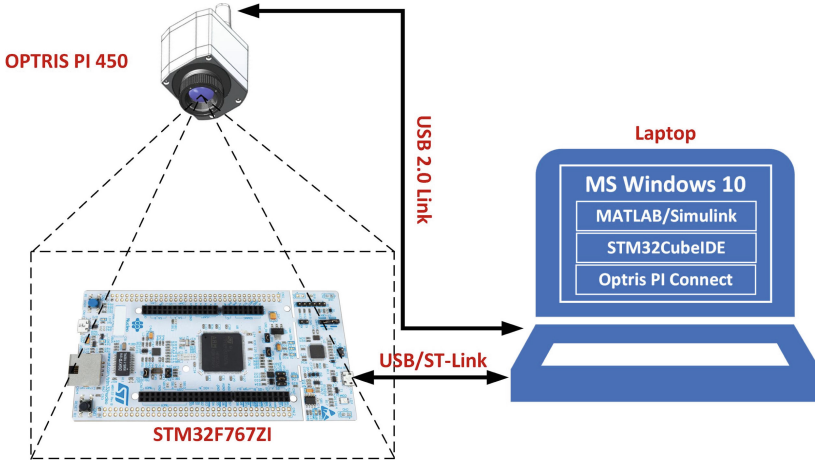 OPTRIS PI 450
USB 2.0 Link
Laptop
MS Windows 10
MATLAB/Simulink
STM32CubeIDE
Optris PI Connect
USB/ST-Link
STM32F767ZI